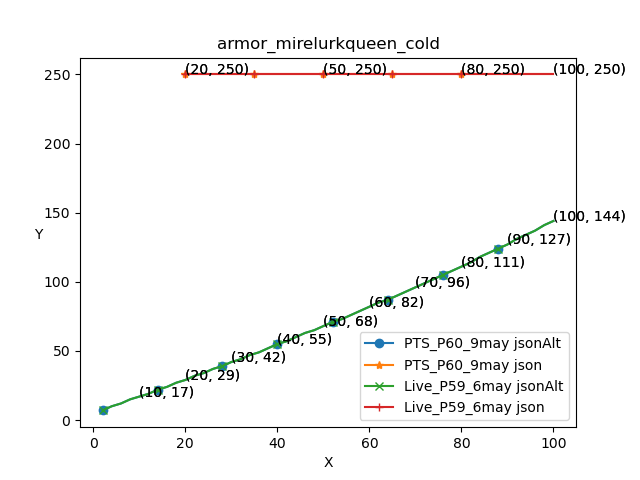 armor_mirelurkqueen_cold
250
200
150
100
50
0
Y
(20, 250)
(50, 250)
(80, 250)
(100, 250)
(100, 144)
(90, 127)
(80, 111)
(70, 96)
(60, 82)
(50, 68)
(40, 55)
(30, 42)
(20, 29)
(10, 17)
PTS_P60_9may jsonAlt
PTS_P60_9may json
Live_P59_6may jsonAlt
Live_P59_6may json
0 20 40 60 80 100
X